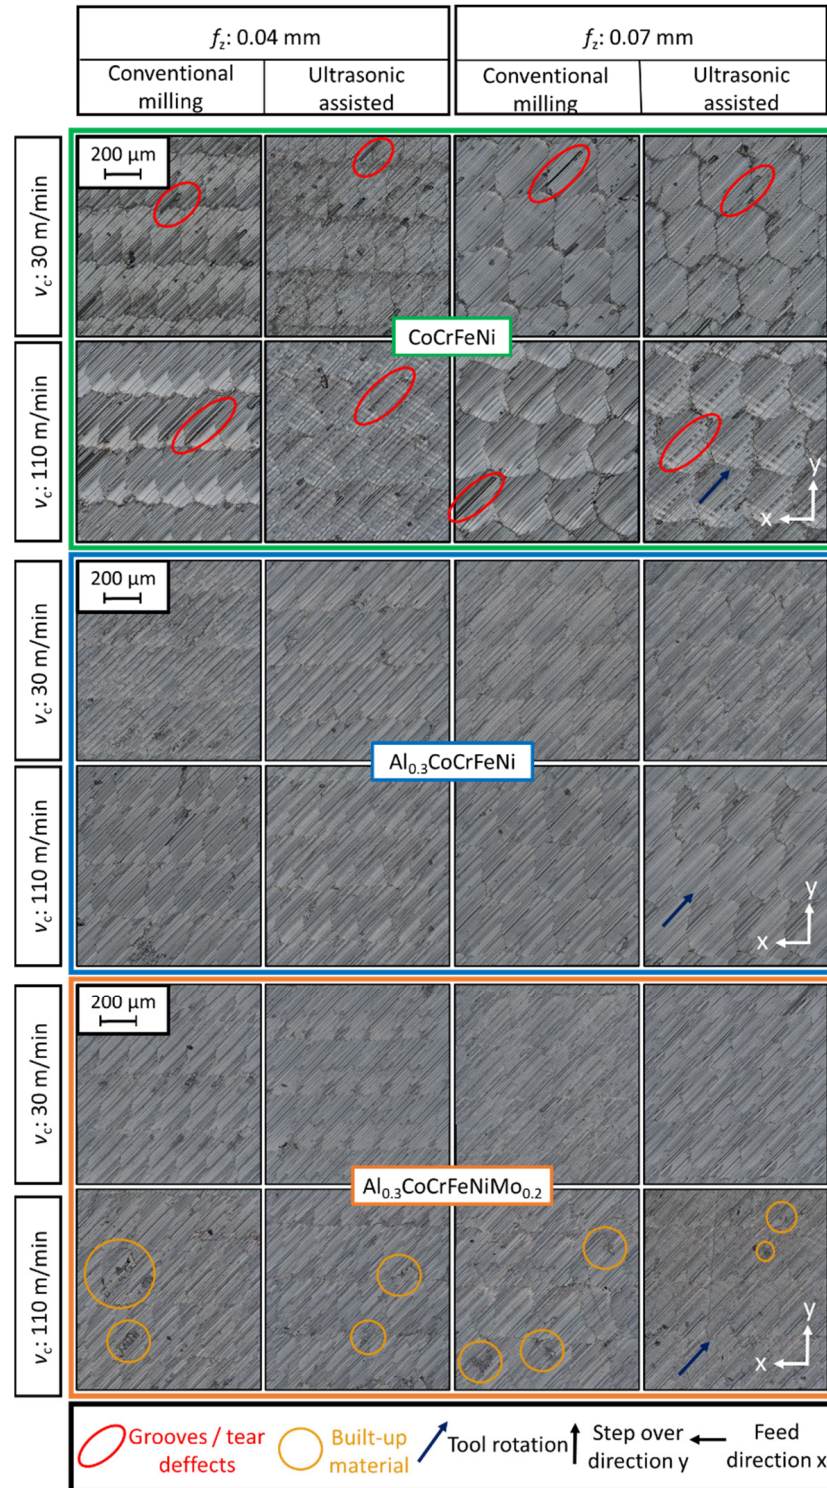 fz: 0.04 mm
fz: 0.07 mm
Conventional milling
Ultrasonic assisted
Conventional milling
Ultrasonic assisted
vc: 30 m/min
200 μm
CoCrFeNi
vc: 110 m/min
y
x
vc: 30 m/min
200 μm
Al0.3CoCrFeNi
vc: 110 m/min
y
x
vc: 30 m/min
200 μm
Al0.3CoCrFeNiMo0.2
vc: 110 m/min
y
x
Grooves / tear
deffects
Built-up
material
Tool rotation
Step over
direction y
Feed
direction x